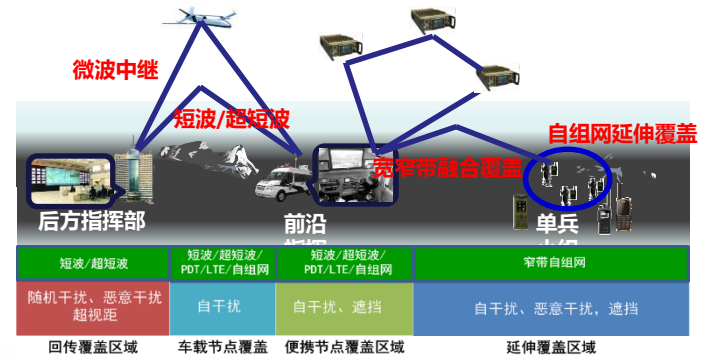 微波中继
短波/超短波
宽窄带融合覆盖
自组网延伸覆盖
后方指挥部
前沿
指挥
单兵
小组
短波/超短波
短波/超短波/
PDT/LTE/自组网
短波/超短波/
PDT/LTE/自组网
窄带自组网
随机干扰、恶意干扰
超视距
自干扰
自干扰、遮挡
自干扰、恶意干扰，遮挡
回传覆盖区域
车载节点覆盖
便携节点覆盖区域
延伸覆盖区域